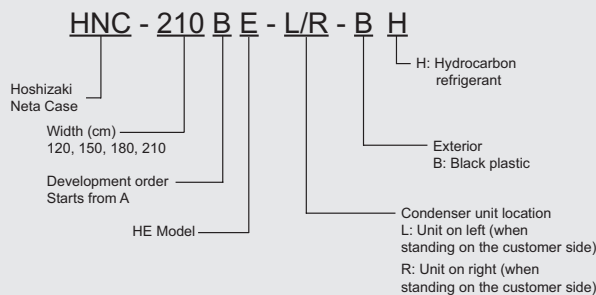 HNC - 210 B E - L/R - B H
H: Hydrocarbon
refrigerant
Hoshizaki
Neta Case
Width (cm)
120, 150, 180, 210
Exterior
B: Black plastic
Development order
Starts from A
HE Model
Condenser unit location
L: Unit on left (when
standing on the customer side)
R: Unit on right (when
standing on the customer side)